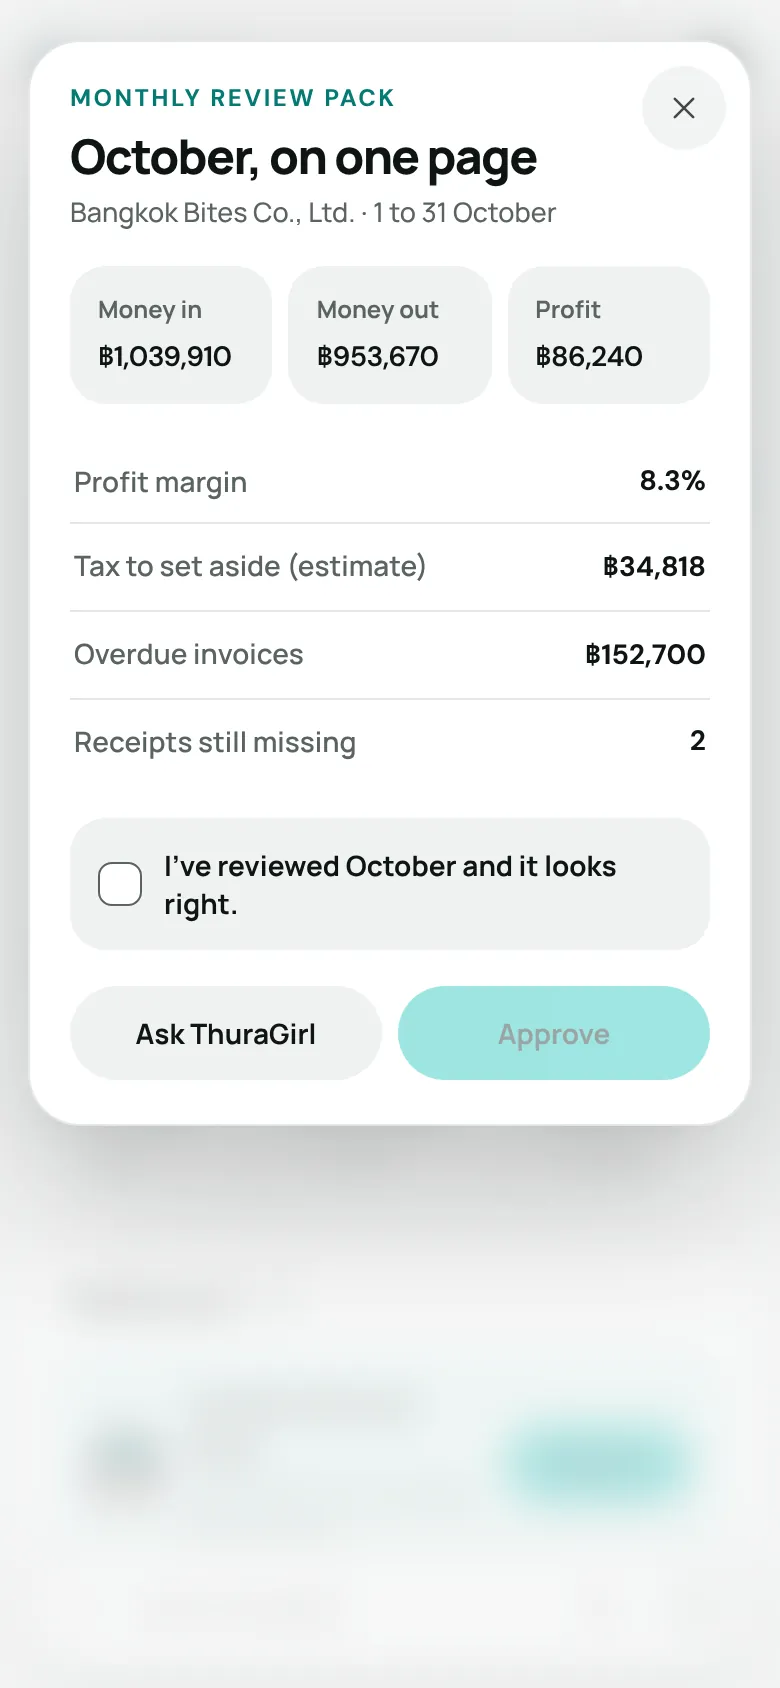 MONTHLY REVIEW PACK
October, on one page
Bangkok Bites Co., Ltd. · 1 to 31 October
Money in
฿1,039,910
Money out
฿953,670
Profit
฿86,240
Profit margin 8.3%
Tax to set aside (estimate) ฿34,818
Overdue invoices ฿152,700
Receipts still missing 2
I’ve reviewed October and it looks
right.
Ask ThuraGirl
Approve